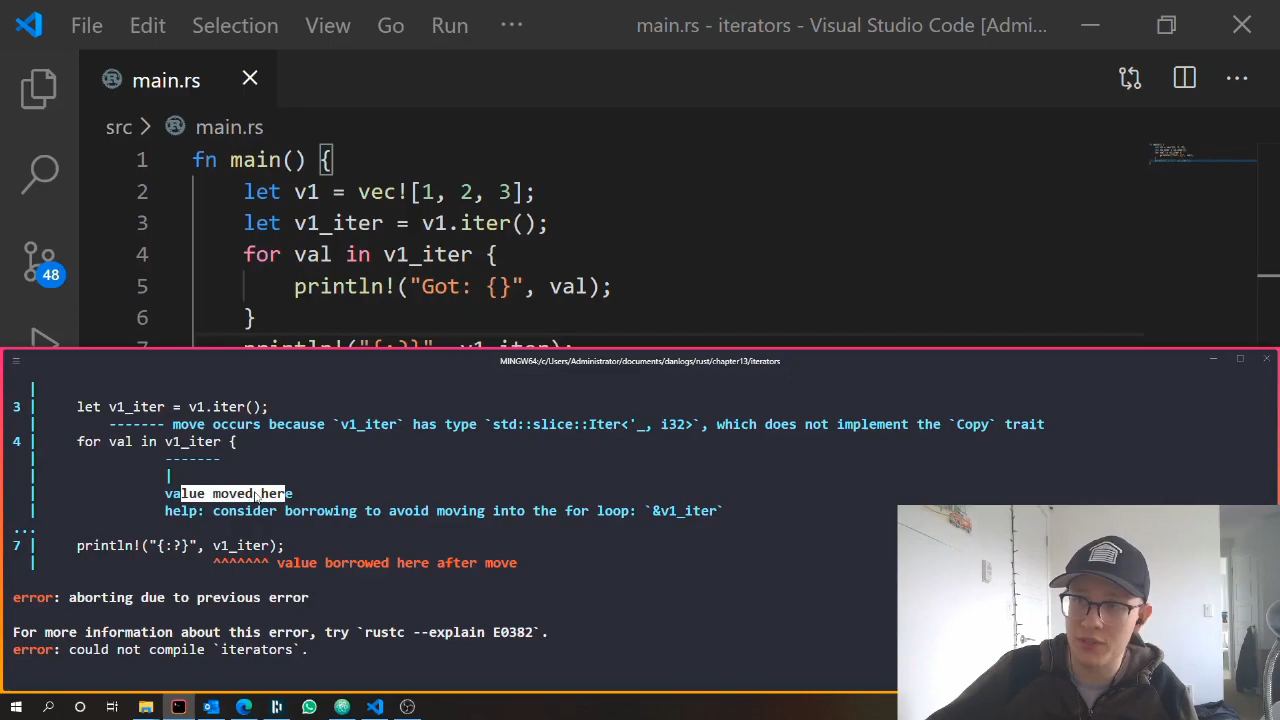 File Edit Selection View Go Run ··· main.rs - iterators - Visual Studio Code [Admi...
main.rs
src > main.rs
1 fn main() {
2 let v1 = vec![1, 2, 3];
3 let v1_iter = v1.iter();
4 for val in v1_iter {
5 println!("Got: {}", val);
6 }
7 println!("{:?}", v1_iter);
48
MINGW64:/c/Users/Administrator/documents/danlogs/rust/chapter13/iterators
|
3 | let v1_iter = v1.iter();
| ------- move occurs because `v1_iter` has type `std::slice::Iter<'_, i32>`, which does not implement the `Copy` trait
4 | for val in v1_iter {
| -------
| |
| value moved here
| help: consider borrowing to avoid moving into the for loop: `&v1_iter`
...
7 | println!("{:?}", v1_iter);
| ^^^^^^^ value borrowed here after move
error: aborting due to previous error
For more information about this error, try `rustc --explain E0382`.
error: could not compile `iterators`.